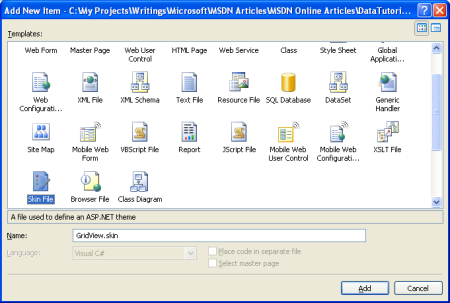 Add New Item - C:\My Projects\Writings\Microsoft\MSDN Articles\MSDN Online Articles\DataTutori...
Templates:
Web Form Master Page Web User Control HTML Page Web Service Class Style Sheet Global Applicati...
Web Configurati... XML File XML Schema Text File Resource File SQL Database DataSet Generic Handler
Site Map Mobile Web Form VBScript File Report JScript File Mobile Web User Control Mobile Web Configurati... XSLT File
Skin File Browser File Class Diagram
A file used to define an ASP.NET theme
Name: GridView.skin
Language: Visual C# Place code in separate file
Select master page
Add Cancel